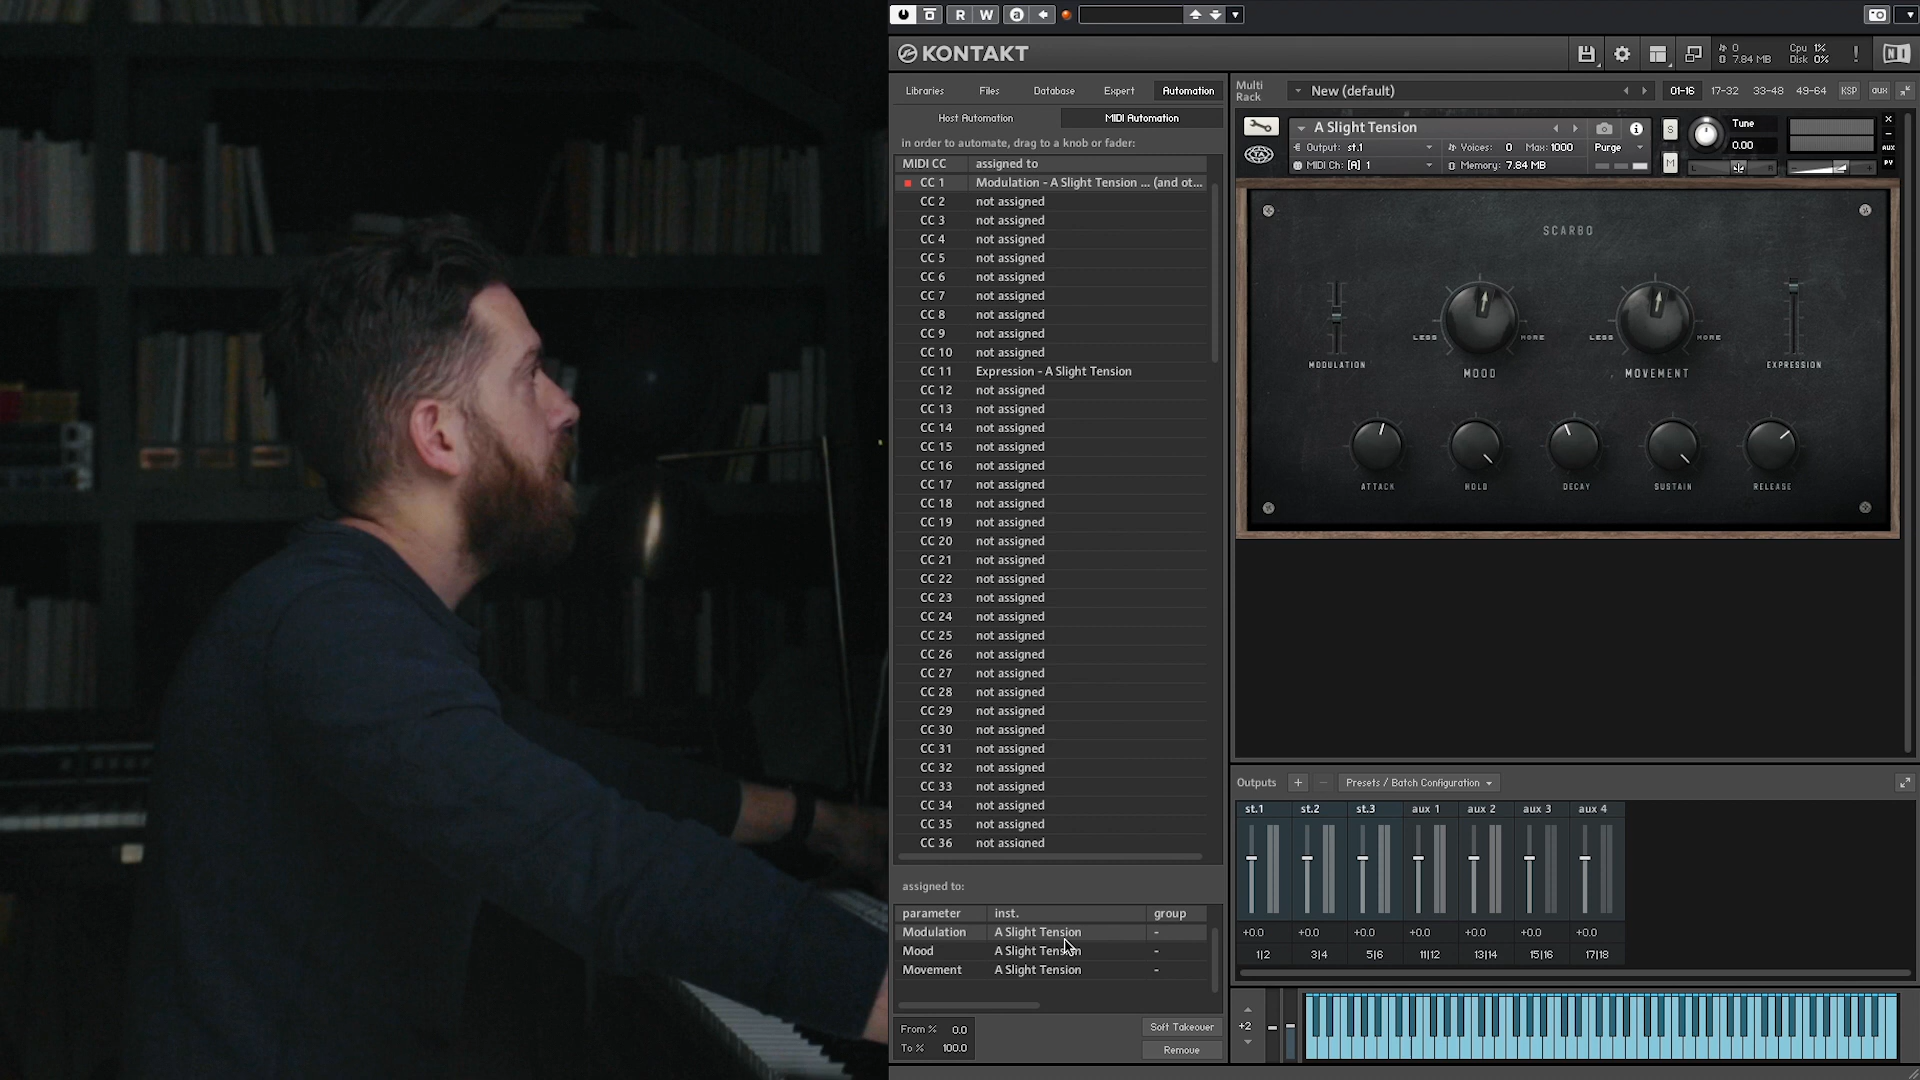 R W a
KONTAKT
0
7.84 MB
Cpu 1%
Disk 0%
!
Libraries Files Database Expert Automation
Host Automation MIDI Automation
in order to automate, drag to a knob or fader:
MIDI CC assigned to
CC 1 Modulation - A Slight Tension ... (and ot...
CC 2 not assigned
CC 3 not assigned
CC 4 not assigned
CC 5 not assigned
CC 6 not assigned
CC 7 not assigned
CC 8 not assigned
CC 9 not assigned
CC 10 not assigned
CC 11 Expression - A Slight Tension
CC 12 not assigned
CC 13 not assigned
CC 14 not assigned
CC 15 not assigned
CC 16 not assigned
CC 17 not assigned
CC 18 not assigned
CC 19 not assigned
CC 20 not assigned
CC 21 not assigned
CC 22 not assigned
CC 23 not assigned
CC 24 not assigned
CC 25 not assigned
CC 26 not assigned
CC 27 not assigned
CC 28 not assigned
CC 29 not assigned
CC 30 not assigned
CC 31 not assigned
CC 32 not assigned
CC 33 not assigned
CC 34 not assigned
CC 35 not assigned
CC 36 not assigned
assigned to:
parameter inst. group
Modulation A Slight Tension -
Mood A Slight Tension -
Movement A Slight Tension -
From % 0.0
To % 100.0
Soft Takeover
Remove
Multi
Rack
New (default)
01-16 17-32 33-48 49-64 KSP aux
A Slight Tension
Output: st.1 Voices: 0 Max: 1000 Purge
MIDI Ch: [A] 1 Memory: 7.84 MB
S
M
Tune
0.00
L R
AUX
PV
SCARBO
MODULATION
LESS MORE
MOOD
LESS MORE
MOVEMENT
EXPRESSION
ATTACK HOLD DECAY SUSTAIN RELEASE
Outputs + - Presets / Batch Configuration
st.1 st.2 st.3 aux 1 aux 2 aux 3 aux 4
+0.0 +0.0 +0.0 +0.0 +0.0 +0.0 +0.0
1|2 3|4 5|6 11|12 13|14 15|16 17|18
+2